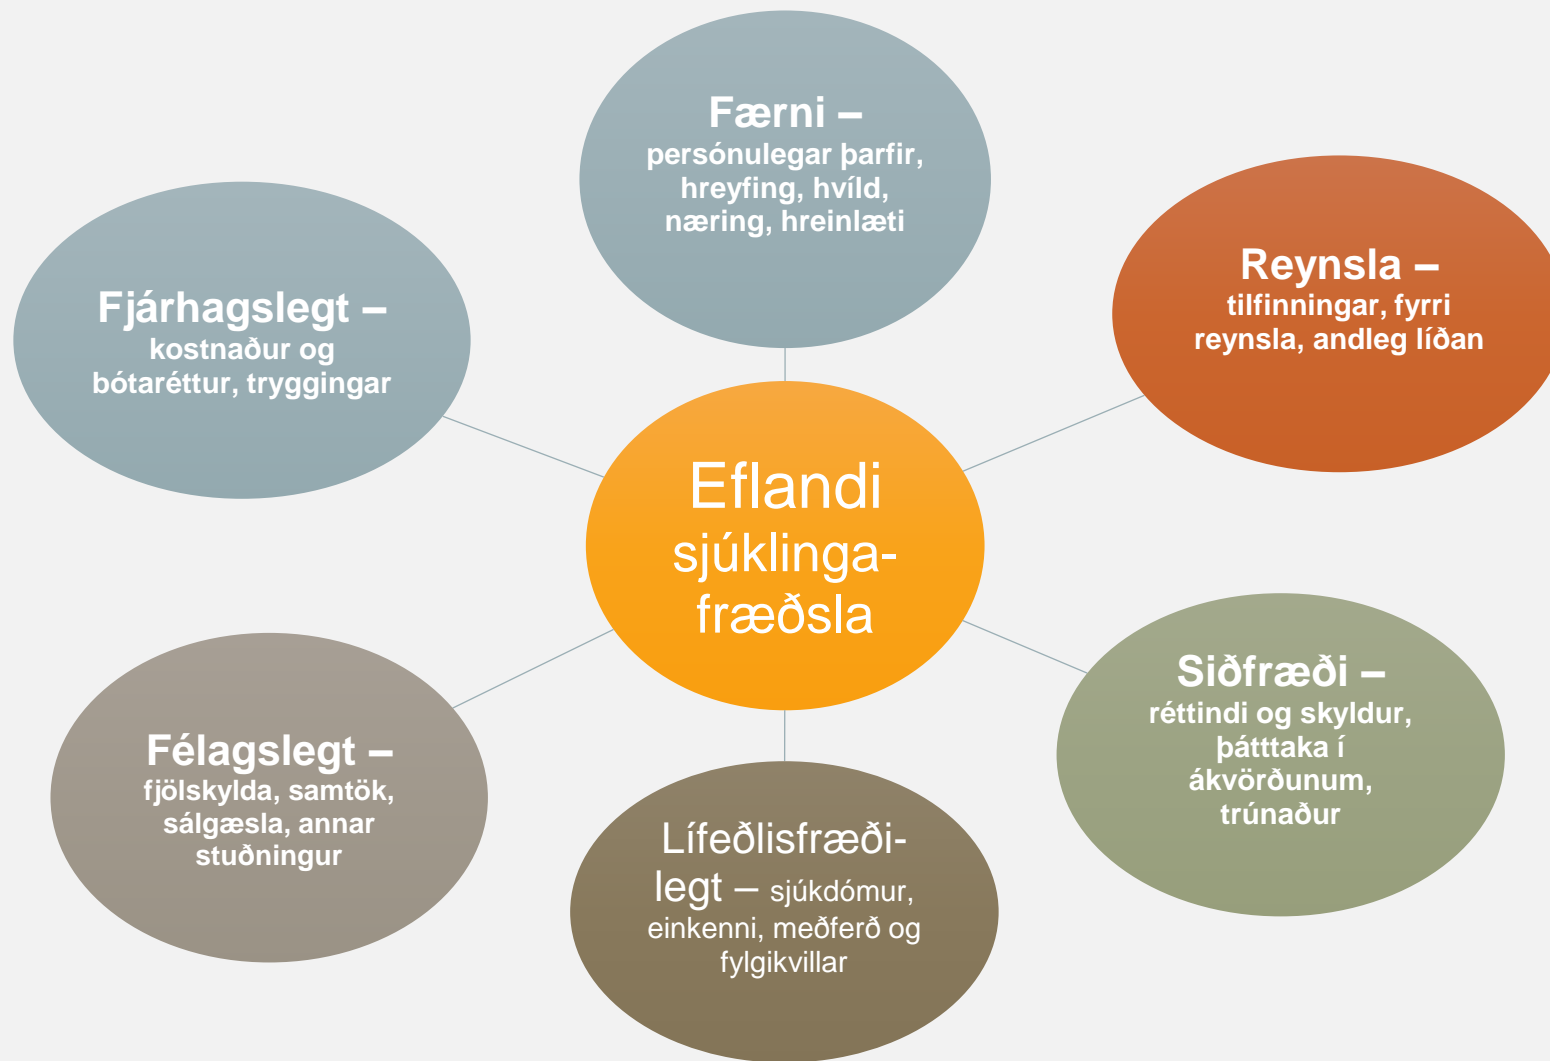 Færni –
persónulegar þarfir,
hreyfing, hvíld,
næring, hreinlæti
Reynsla –
tilfinningar, fyrri
reynsla, andleg líðan
Fjárhagslegt –
kostnaður og
bótaréttur, tryggingar
Eflandi
sjúklinga-
fræðsla
Siðfræði –
réttindi og skyldur,
þátttaka í
ákvörðunum,
trúnaður
Félagslegt –
fjölskylda, samtök,
sálgæsla, annar
stuðningur
Lífeðlisfræði-
legt – sjúkdómur,
einkenni, meðferð og
fylgikvillar